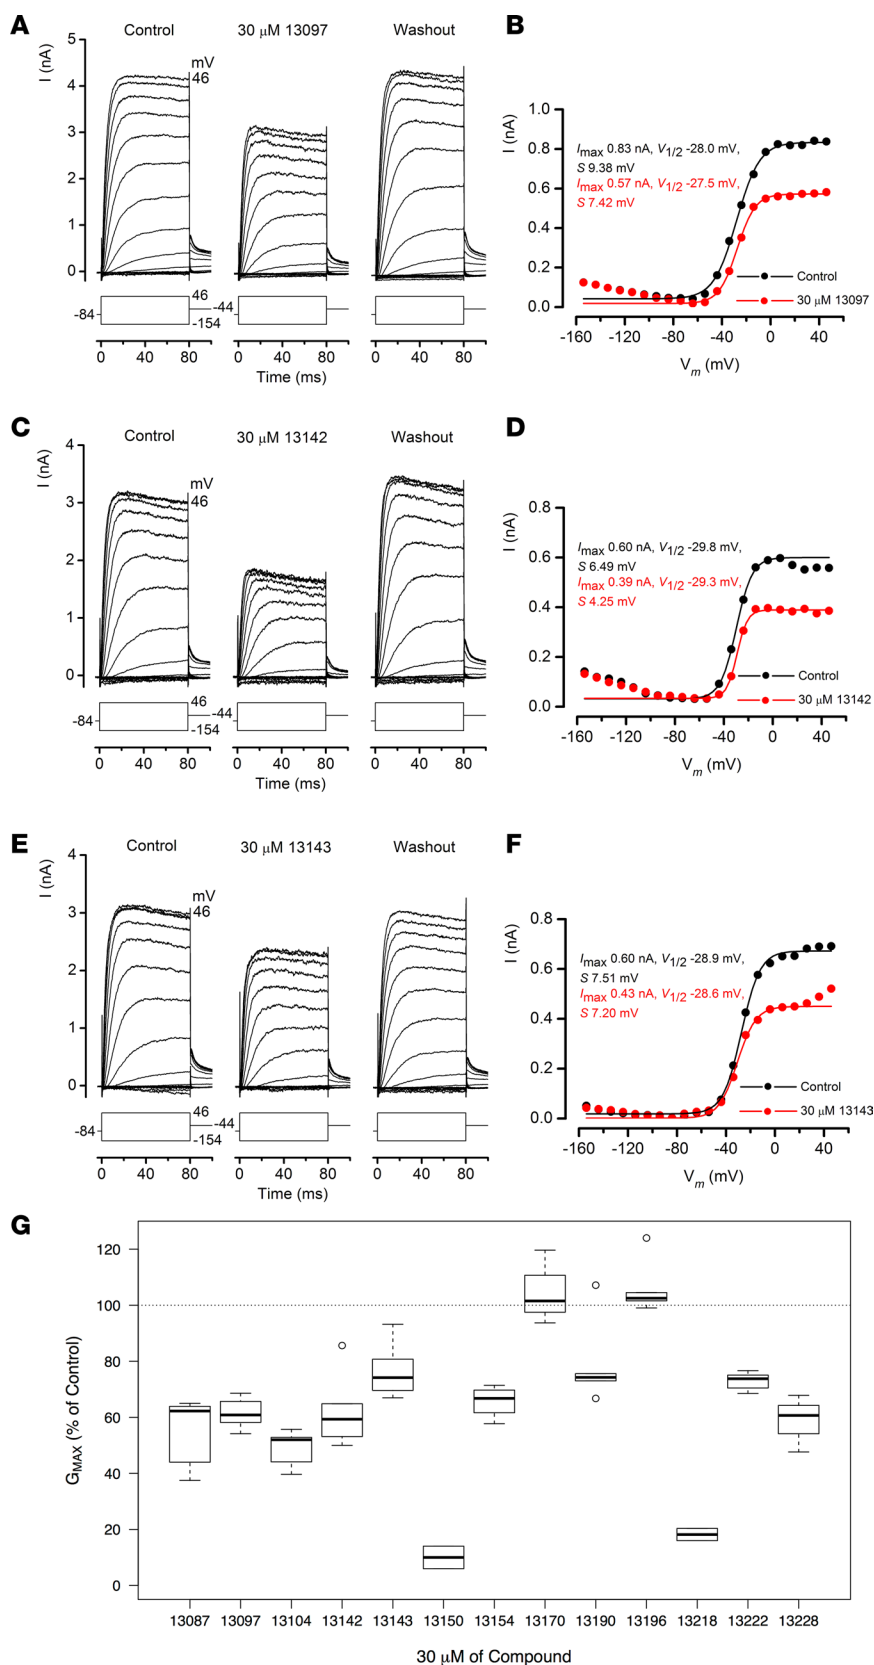 A
Control
30 μM 13097
Washout
I (nA)
5
4
3
2
1
0
mV
46
-84
46
-154
-44
0 40 80
0 40 80
0 40 80
Time (ms)
B
I (nA)
1.0
0.8
0.6
0.4
0.2
0.0
Imax 0.83 nA, V1/2 -28.0 mV,
S 9.38 mV
Imax 0.57 nA, V1/2 -27.5 mV,
S 7.42 mV
Control
30 μM 13097
-160 -120 -80 -40 0 40
Vm (mV)
C
Control
30 μM 13142
Washout
I (nA)
4
3
2
1
0
mV
46
-84
46
-154
-44
0 40 80
0 40 80
0 40 80
Time (ms)
D
I (nA)
0.8
0.6
0.4
0.2
0.0
Imax 0.60 nA, V1/2 -29.8 mV,
S 6.49 mV
Imax 0.39 nA, V1/2 -29.3 mV,
S 4.25 mV
Control
30 μM 13142
-160 -120 -80 -40 0 40
Vm (mV)
E
Control
30 μM 13143
Washout
I (nA)
4
3
2
1
0
mV
46
-84
46
-154
-44
0 40 80
0 40 80
0 40 80
Time (ms)
F
I (nA)
0.8
0.6
0.4
0.2
0.0
Imax 0.60 nA, V1/2 -28.9 mV,
S 7.51 mV
Imax 0.43 nA, V1/2 -28.6 mV,
S 7.20 mV
Control
30 μM 13143
-160 -120 -80 -40 0 40
Vm (mV)
G
GMAX (% of Control)
120
100
80
60
40
20
0
13087 13097 13104 13142 13143 13150 13154 13170 13190 13196 13218 13222 13228
30 μM of Compound